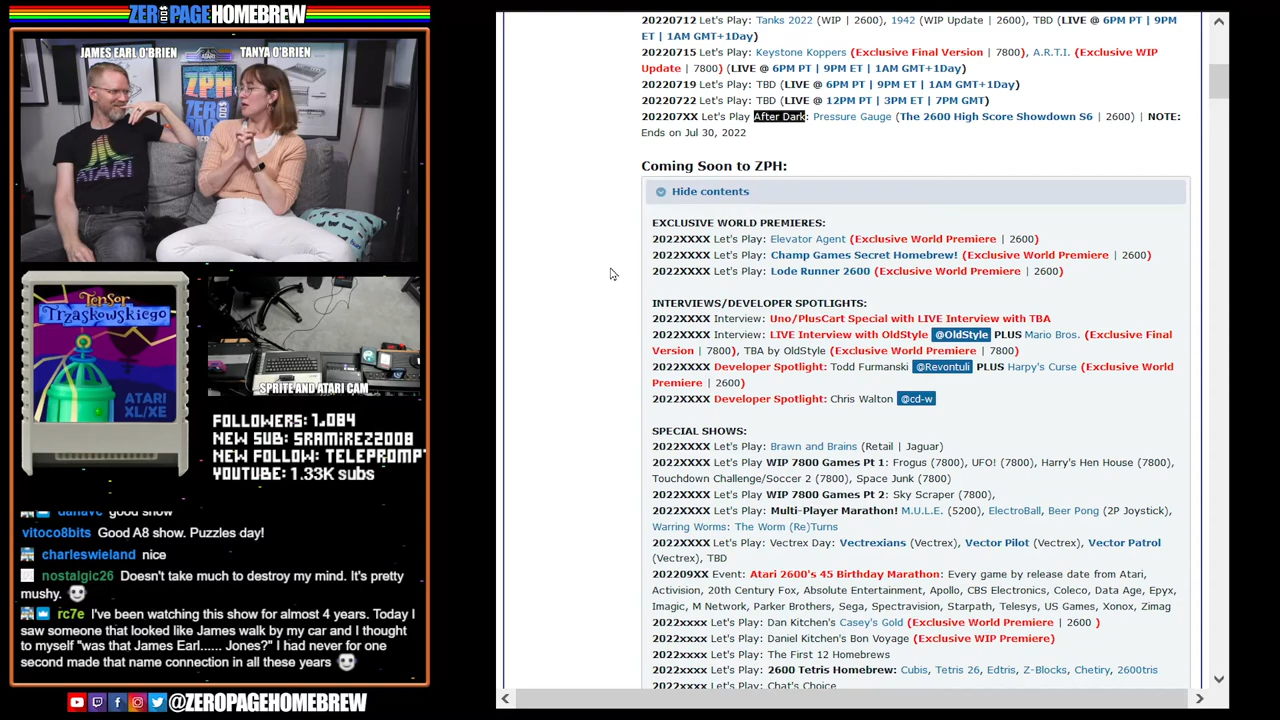 ZERO PAGE HOMEBREW
JAMES EARL O'BRIEN
TANYA O'BRIEN
ATARI
ZPH
Tensor
Trzaskowskiego
ATARI
XL/XE
SPRITE AND ATARI CAM
FOLLOWERS: 1,084
NEW SUB: SRAMIREZ2008
NEW FOLLOW: TELEPROMPT
YOUTUBE: 1.33K subs
danavc good show
vitoco8bits Good A8 show. Puzzles day!
charleswieland nice
nostalgic26 Doesn't take much to destroy my mind. It's pretty
mushy.
rc7e I've been watching this show for almost 4 years. Today I
saw someone that looked like James walk by my car and I thought
to myself "was that James Earl...... Jones?" I had never for one
second made that name connection in all these years
@ZEROPAGEHOMEBREW
20220712 Let's Play: Tanks 2022 (WIP | 2600), 1942 (WIP Update | 2600), TBD (LIVE @ 6PM PT | 9PM
ET | 1AM GMT+1Day)
20220715 Let's Play: Keystone Koppers (Exclusive Final Version | 7800), A.R.T.I. (Exclusive WIP
Update | 7800) (LIVE @ 6PM PT | 9PM ET | 1AM GMT+1Day)
20220719 Let's Play: TBD (LIVE @ 6PM PT | 9PM ET | 1AM GMT+1Day)
20220722 Let's Play: TBD (LIVE @ 12PM PT | 3PM ET | 7PM GMT)
202207XX Let's Play After Dark: Pressure Gauge (The 2600 High Score Showdown S6 | 2600) | NOTE:
Ends on Jul 30, 2022
Coming Soon to ZPH:
Hide contents
EXCLUSIVE WORLD PREMIERES:
2022XXXX Let's Play: Elevator Agent (Exclusive World Premiere | 2600)
2022XXXX Let's Play: Champ Games Secret Homebrew! (Exclusive World Premiere | 2600)
2022XXXX Let's Play: Lode Runner 2600 (Exclusive World Premiere | 2600)
INTERVIEWS/DEVELOPER SPOTLIGHTS:
2022XXXX Interview: Uno/PlusCart Special with LIVE Interview with TBA
2022XXXX Interview: LIVE Interview with OldStyle @OldStyle PLUS Mario Bros. (Exclusive Final
Version | 7800), TBA by OldStyle (Exclusive World Premiere | 7800)
2022XXXX Developer Spotlight: Todd Furmanski @Revontuli PLUS Harpy's Curse (Exclusive World
Premiere | 2600)
2022XXXX Developer Spotlight: Chris Walton @cd-w
SPECIAL SHOWS:
2022XXXX Let's Play: Brawn and Brains (Retail | Jaguar)
2022XXXX Let's Play WIP 7800 Games Pt 1: Frogus (7800), UFO! (7800), Harry's Hen House (7800),
Touchdown Challenge/Soccer 2 (7800), Space Junk (7800)
2022XXXX Let's Play WIP 7800 Games Pt 2: Sky Scraper (7800),
2022XXXX Let's Play: Multi-Player Marathon! M.U.L.E. (5200), ElectroBall, Beer Pong (2P Joystick),
Warring Worms: The Worm (Re)Turns
2022XXXX Let's Play: Vectrex Day: Vectrexians (Vectrex), Vector Pilot (Vectrex), Vector Patrol
(Vectrex), TBD
202209XX Event: Atari 2600's 45 Birthday Marathon: Every game by release date from Atari,
Activision, 20th Century Fox, Absolute Entertainment, Apollo, CBS Electronics, Coleco, Data Age, Epyx,
Imagic, M Network, Parker Brothers, Sega, Spectravision, Starpath, Telesys, US Games, Xonox, Zimag
2022XXXX Let's Play: Dan Kitchen's Casey's Gold (Exclusive World Premiere | 2600 )
2022XXXX Let's Play: Daniel Kitchen's Bon Voyage (Exclusive WIP Premiere)
2022xxxx Let's Play: The First 12 Homebrews
2022xxxx Let's Play: 2600 Tetris Homebrew: Cubis, Tetris 26, Edtris, Z-Blocks, Chetiry, 2600tris
2022xxxx Let's Play: Chat's Choice